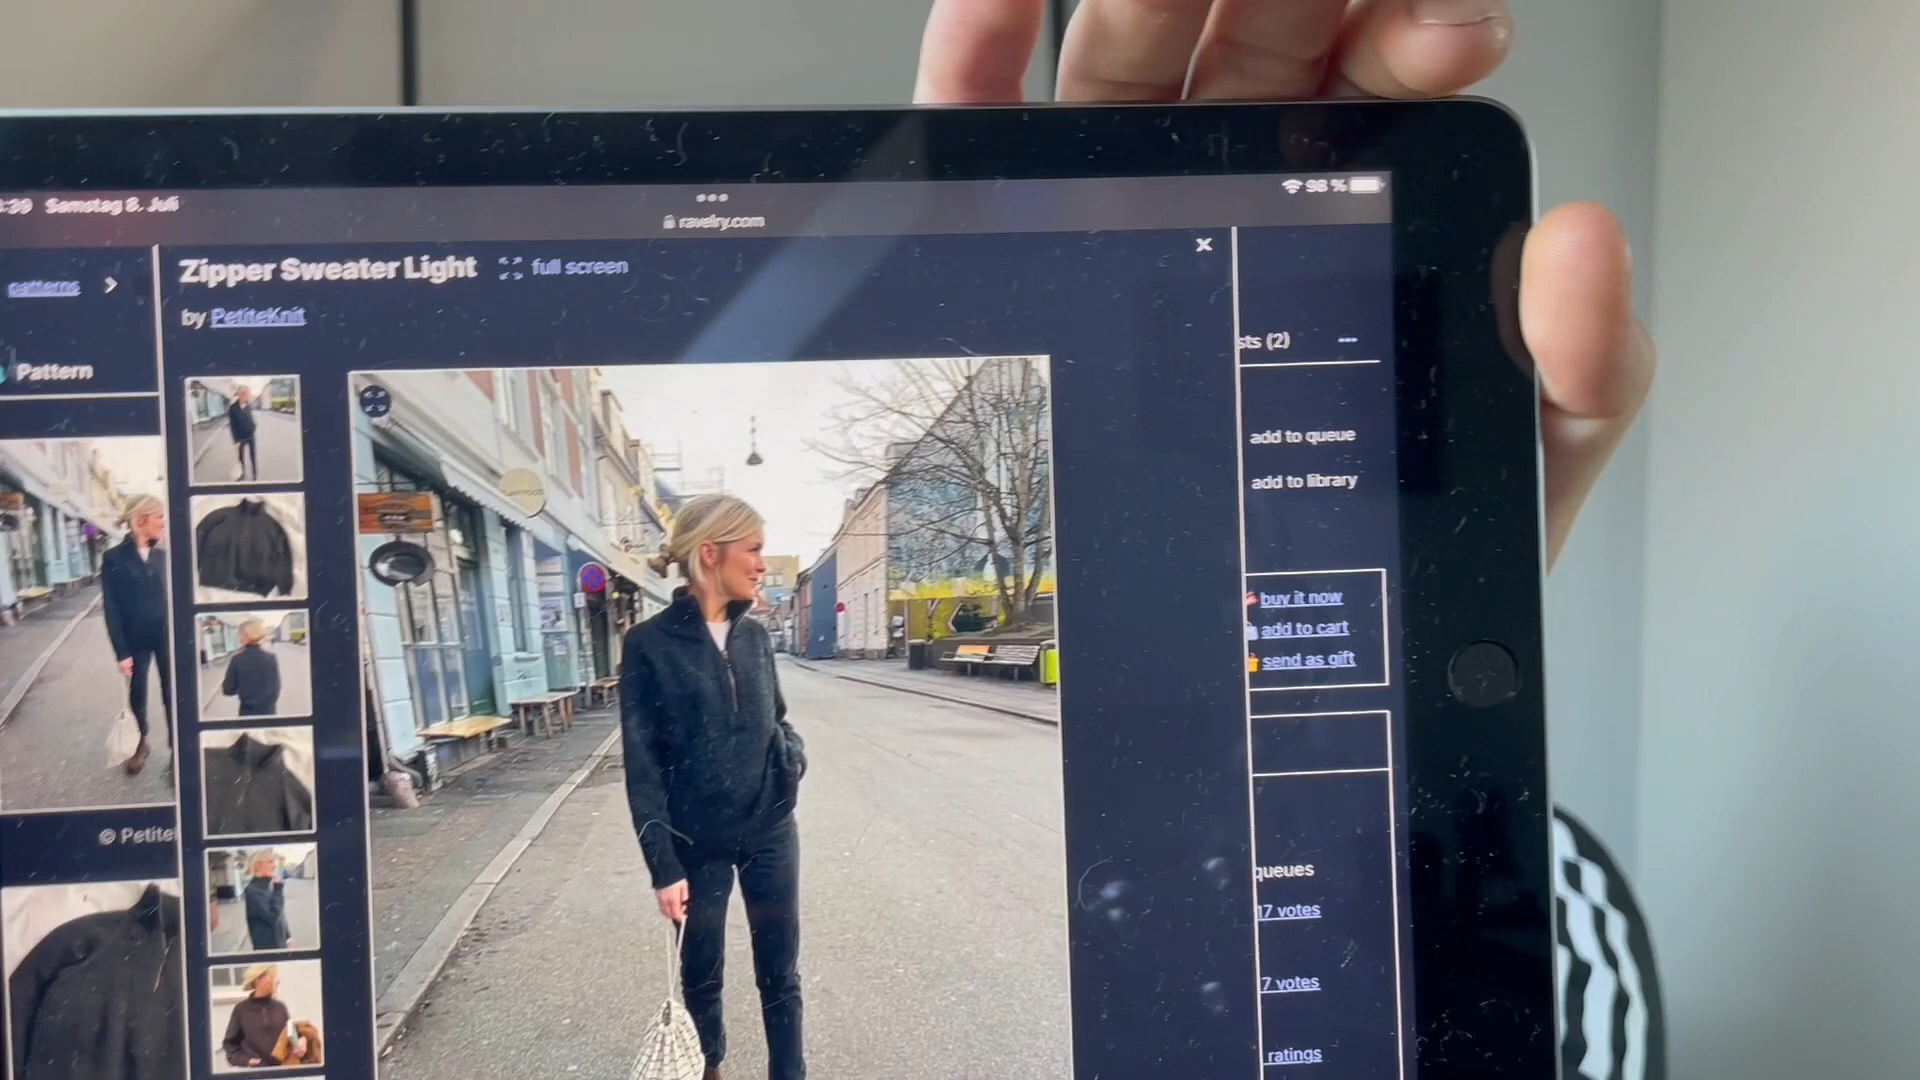 :39 Samstag 8. Juli
98 %
ravelry.com
patterns
Zipper Sweater Light
full screen
by PetiteKnit
Pattern
sts (2)
add to queue
add to library
buy it now
add to cart
send as gift
© Petite
queues
17 votes
7 votes
ratings